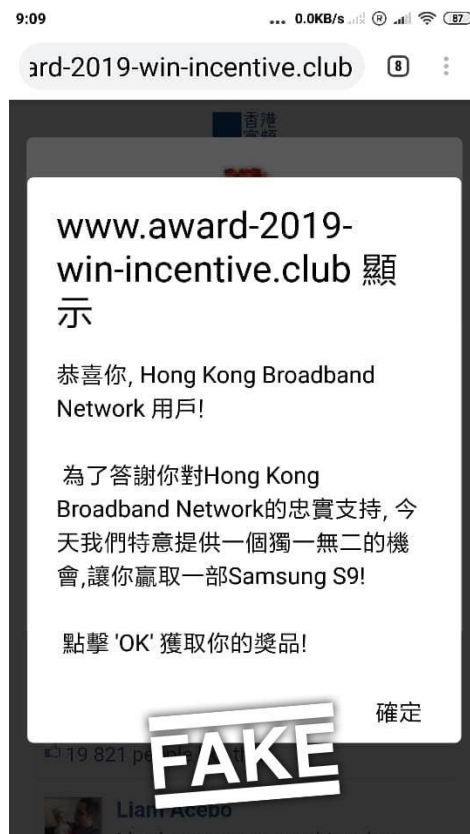 9:09 ... 0.0KB/s R 87
ard-2019-win-incentive.club 8
香港
寬頻
www.award-2019-
win-incentive.club 顯
示
恭喜你, Hong Kong Broadband
Network 用戶!
為了答謝你對Hong Kong
Broadband Network的忠實支持, 今
天我們特意提供一個獨一無二的機
會,讓你贏取一部Samsung S9!
點擊 'OK' 獲取你的獎品!
確定
FAKE
19 821
Liam Acebo